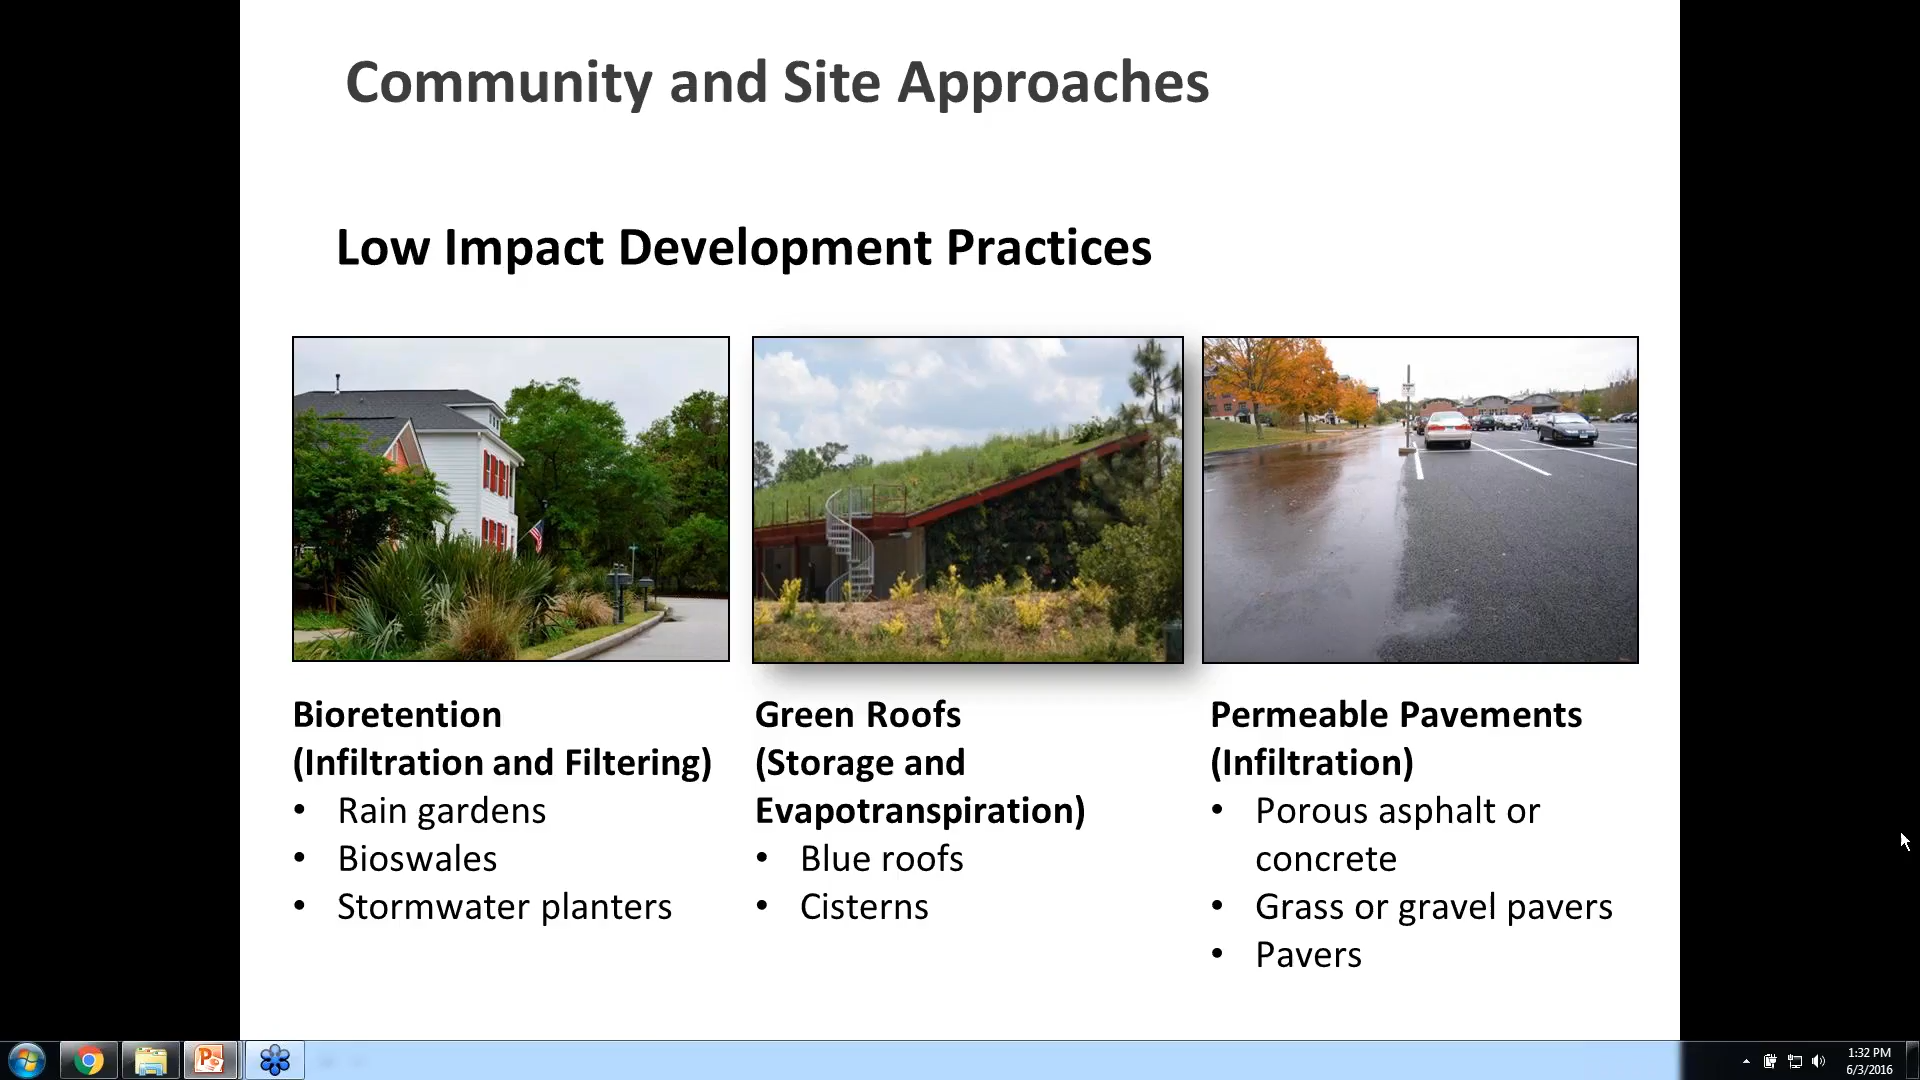 Community and Site Approaches
Low Impact Development Practices
Bioretention
(Infiltration and Filtering)
• Rain gardens
• Bioswales
• Stormwater planters
Green Roofs
(Storage and
Evapotranspiration)
• Blue roofs
• Cisterns
Permeable Pavements
(Infiltration)
• Porous asphalt or
concrete
• Grass or gravel pavers
• Pavers
1:32 PM
6/3/2016